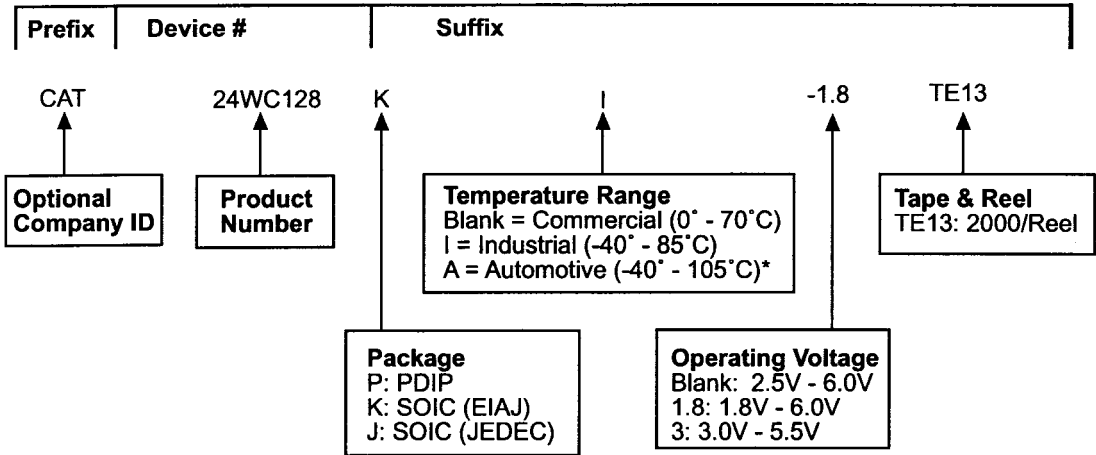 Prefix Device # Suffix
CAT 24WC128 K I -1.8 TE13
Optional
Company ID
Product
Number
Temperature Range
Blank = Commercial (0˚ - 70˚C)
I = Industrial (-40˚ - 85˚C)
A = Automotive (-40˚ - 105˚C)*
Tape & Reel
TE13: 2000/Reel
Package
P: PDIP
K: SOIC (EIAJ)
J: SOIC (JEDEC)
Operating Voltage
Blank: 2.5V - 6.0V
1.8: 1.8V - 6.0V
3: 3.0V - 5.5V